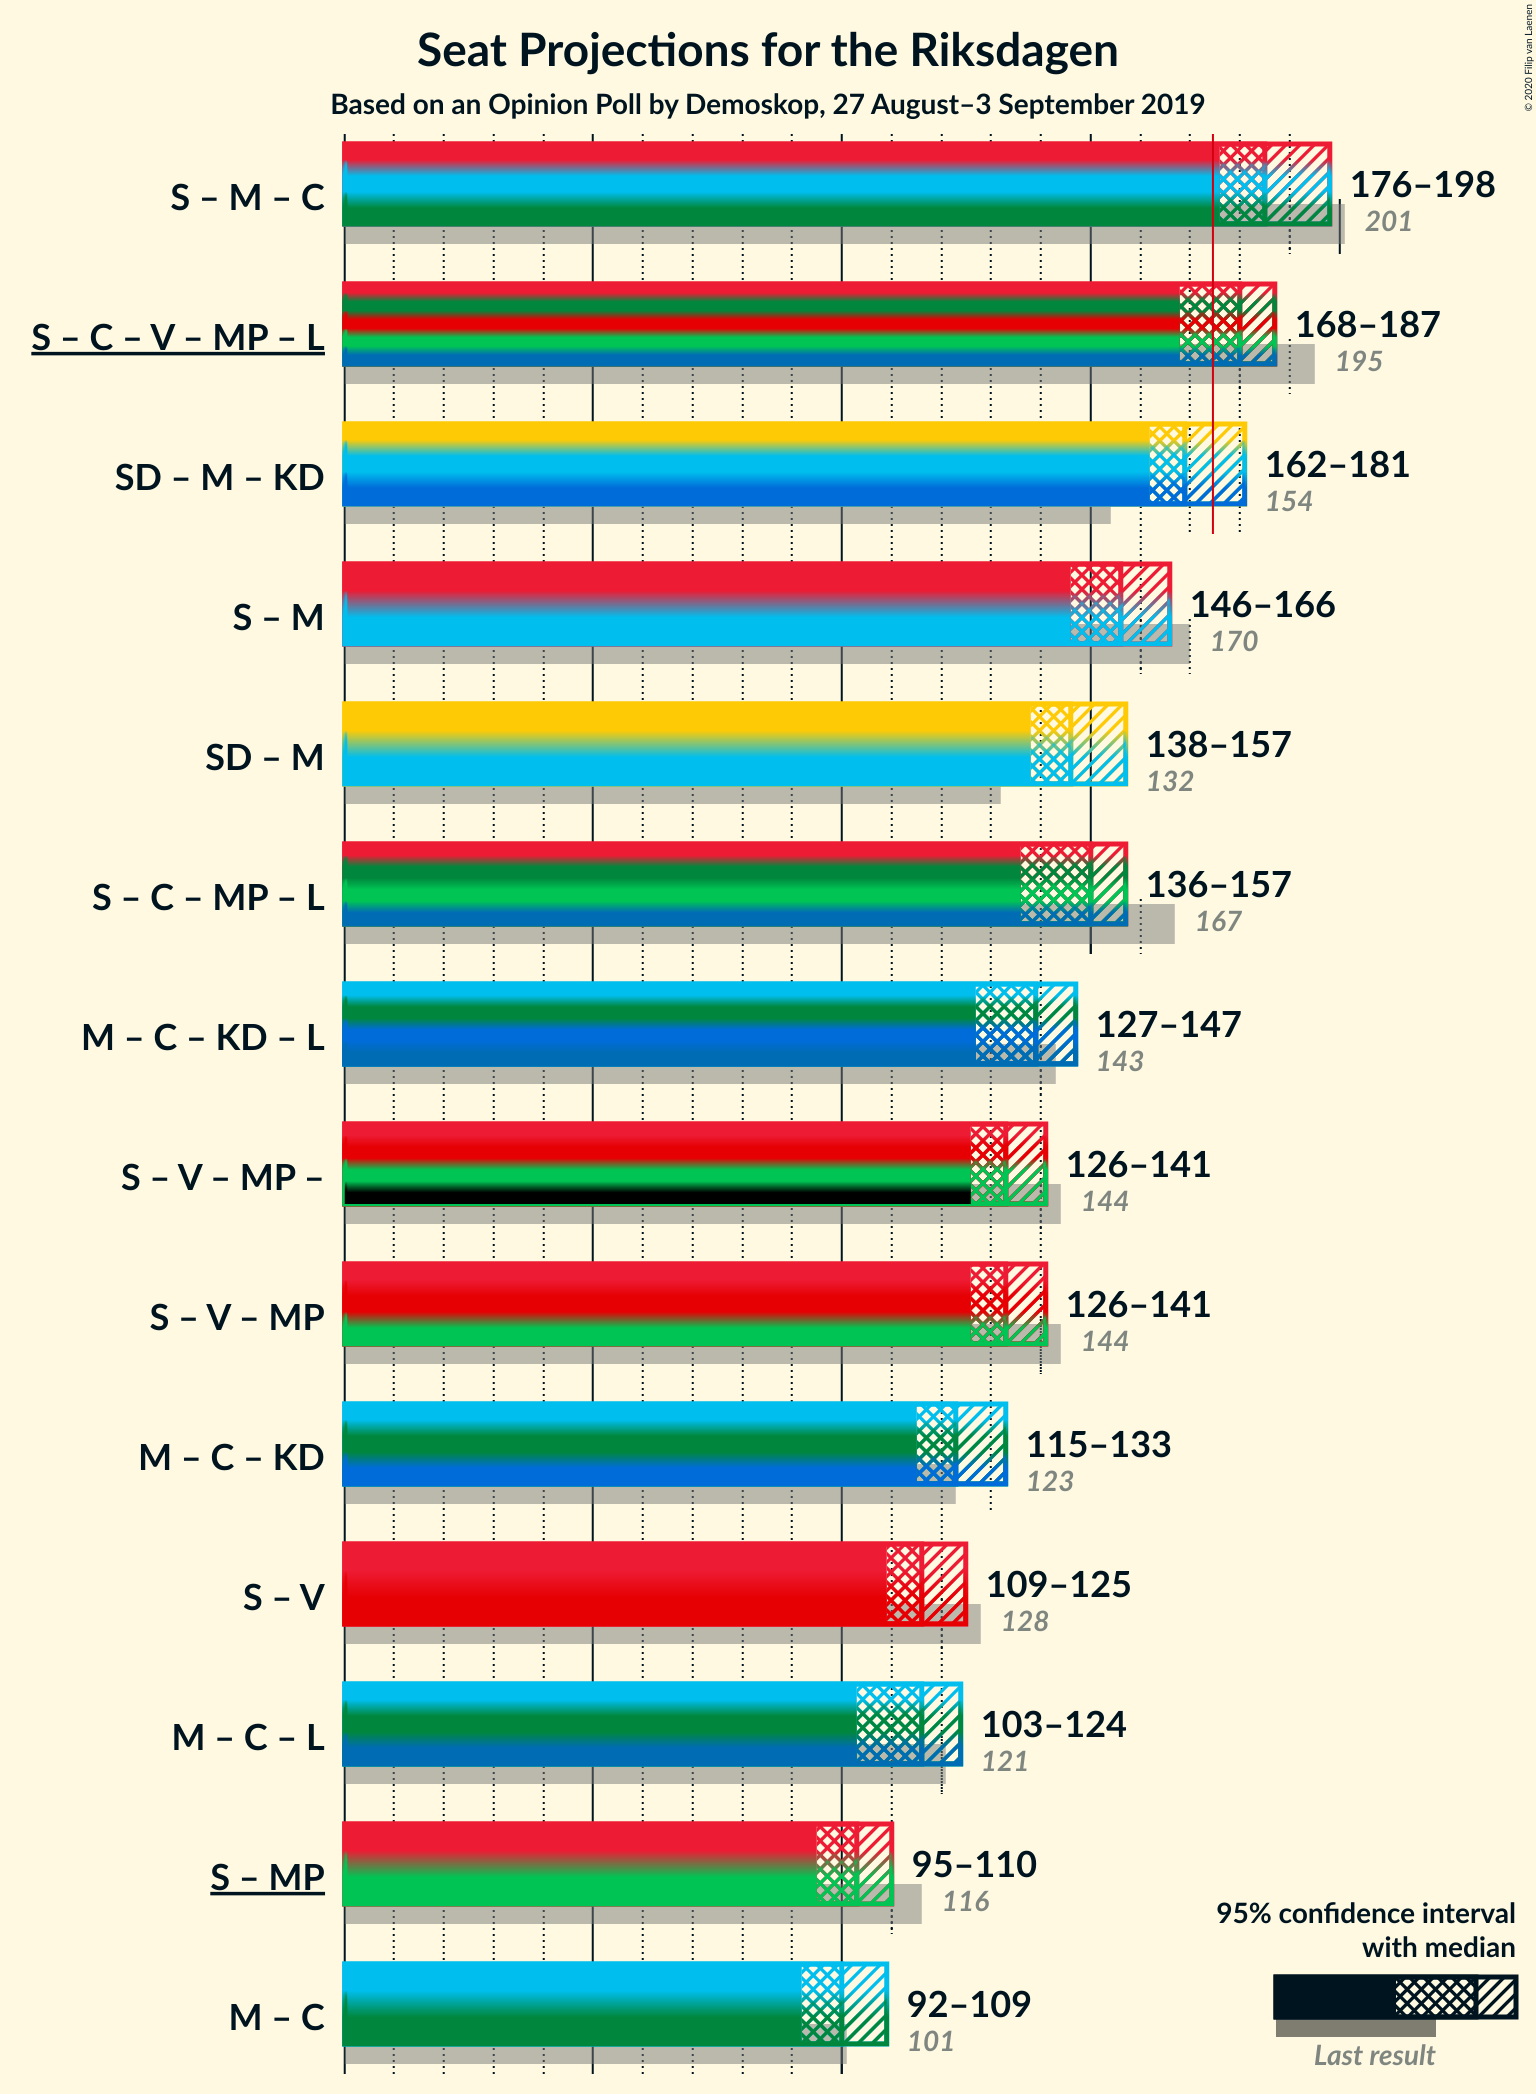 Seat Projections for the Riksdagen
Based on an Opinion Poll by Demoskop, 27 August–3 September 2019
© 2020 Filip van Laenen
S – M – C
176–198
201
S – C – V – MP – L
168–187
195
SD – M – KD
162–181
154
S – M
146–166
170
SD – M
138–157
132
S – C – MP – L
136–157
167
M – C – KD – L
127–147
143
S – V – MP –
126–141
144
S – V – MP
126–141
144
M – C – KD
115–133
123
S – V
109–125
128
M – C – L
103–124
121
S – MP
95–110
116
M – C
92–109
101
95% confidence interval
with median
Last result